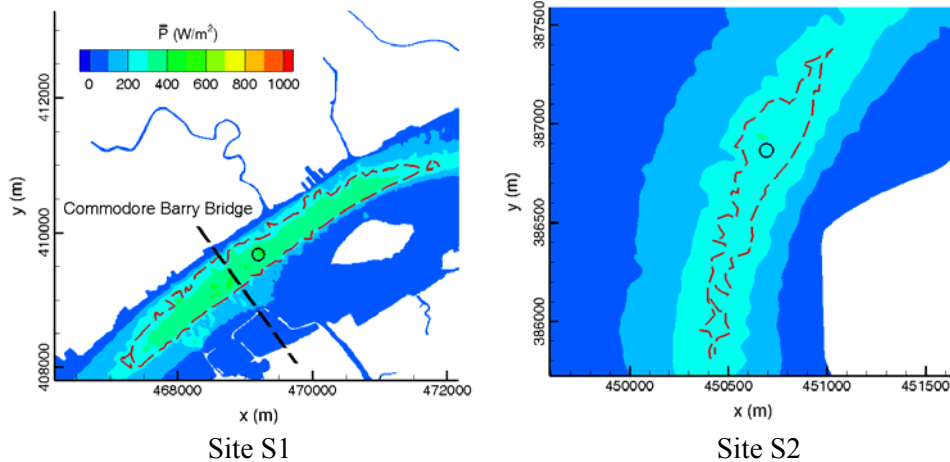 P̅ (W/m²)
0 200 400 600 800 1000
Commodore Barry Bridge
412000
410000
408000
y (m)
468000 470000 472000
x (m)
Site S1
387500
387000
386500
386000
y (m)
450000 450500 451000 451500
x (m)
Site S2